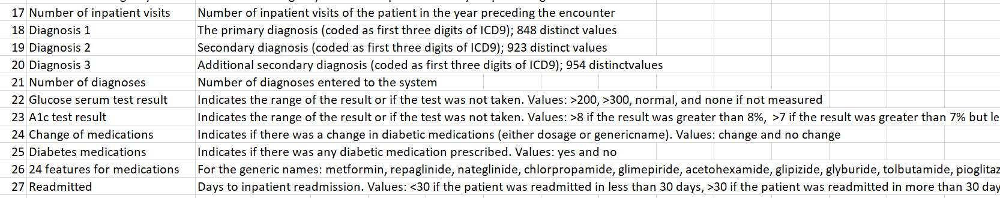 17 Number of inpatient visits Number of inpatient visits of the patient in the year preceding the encounter
18 Diagnosis 1 The primary diagnosis (coded as first three digits of ICD9); 848 distinct values
19 Diagnosis 2 Secondary diagnosis (coded as first three digits of ICD9); 923 distinct values
20 Diagnosis 3 Additional secondary diagnosis (coded as first three digits of ICD9); 954 distinctvalues
21 Number of diagnoses Number of diagnoses entered to the system
22 Glucose serum test result Indicates the range of the result or if the test was not taken. Values: >200, >300, normal, and none if not measured
23 A1c test result Indicates the range of the result or if the test was not taken. Values: >8 if the result was greater than 8%, >7 if the result was greater than 7% but le
24 Change of medications Indicates if there was a change in diabetic medications (either dosage or genericname). Values: change and no change
25 Diabetes medications Indicates if there was any diabetic medication prescribed. Values: yes and no
26 24 features for medications For the generic names: metformin, repaglinide, nateglinide, chlorpropamide, glimepiride, acetohexamide, glipizide, glyburide, tolbutamide, pioglitaz
27 Readmitted Days to inpatient readmission. Values: <30 if the patient was readmitted in less than 30 days, >30 if the patient was readmitted in more than 30 day